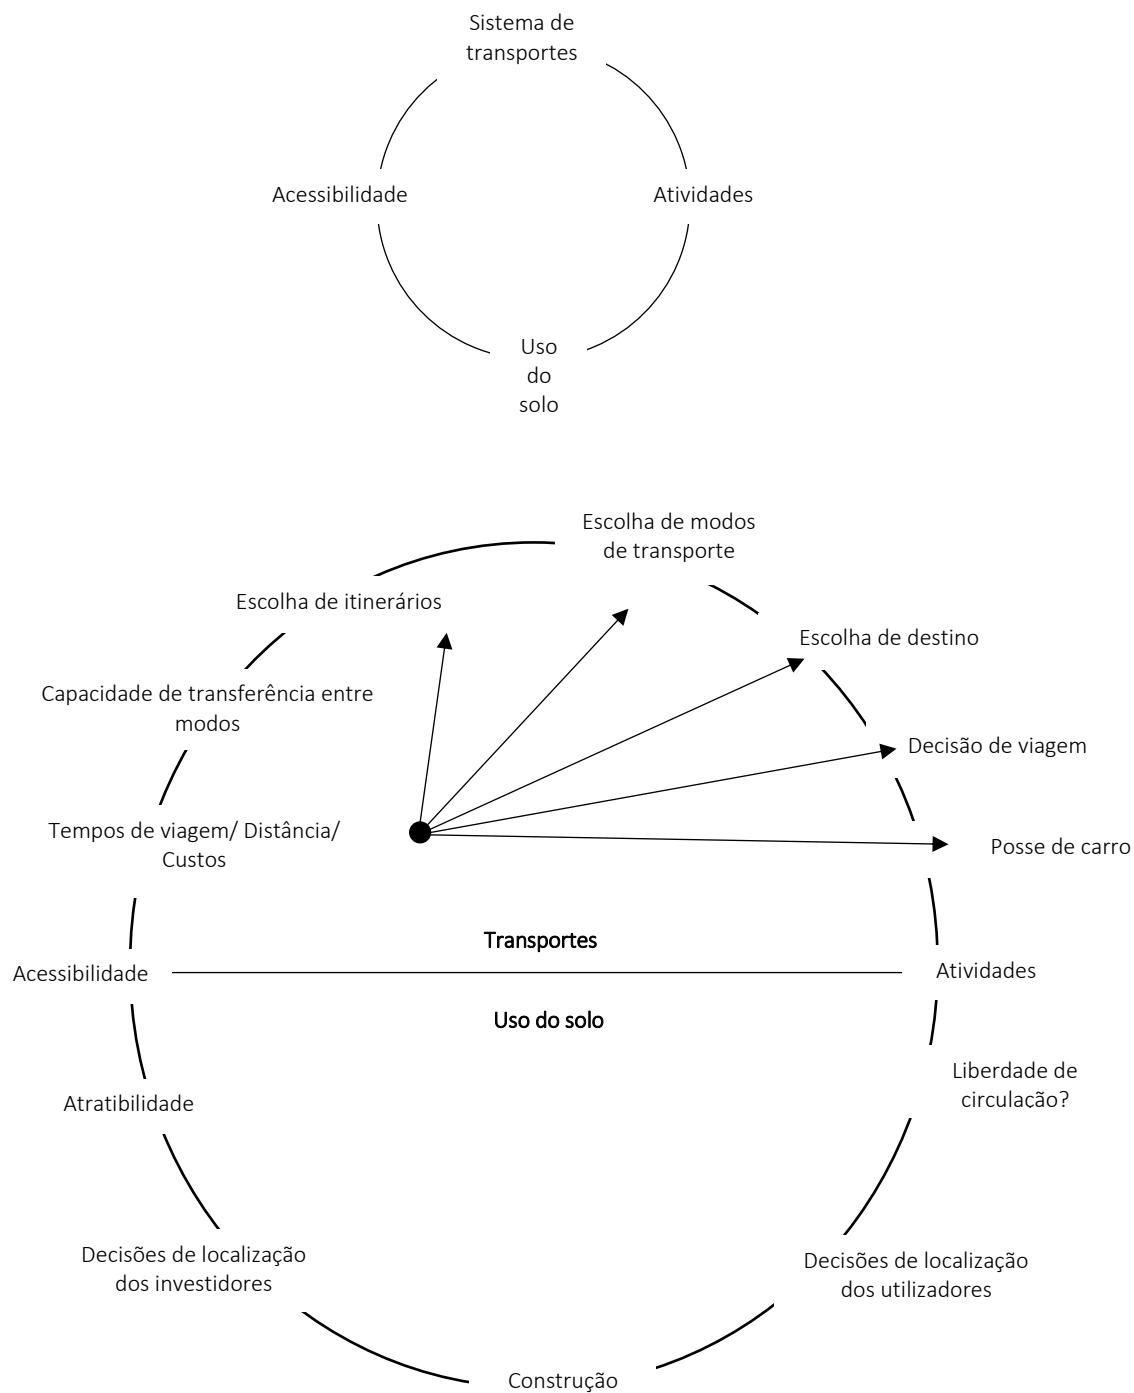 Sistema de
transportes
Acessibilidade
Atividades
Uso
do
solo
Escolha de modos
de transporte
Escolha de itinerários
Escolha de destino
Capacidade de transferência entre
modos
Decisão de viagem
Tempos de viagem/ Distância/
Custos
Posse de carro
Transportes
Acessibilidade
Atividades
Uso do solo
Liberdade de
circulação?
Atratibilidade
Decisões de localização
dos investidores
Decisões de localização
dos utilizadores
Construção